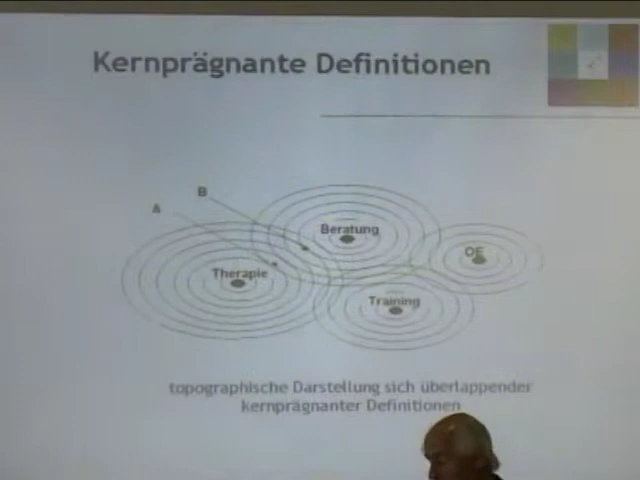 Kernprägnante Definitionen
B
A
Beratung
OE
Therapie
Training
topographische Darstellung sich überlappender
kernprägnanter Definitionen